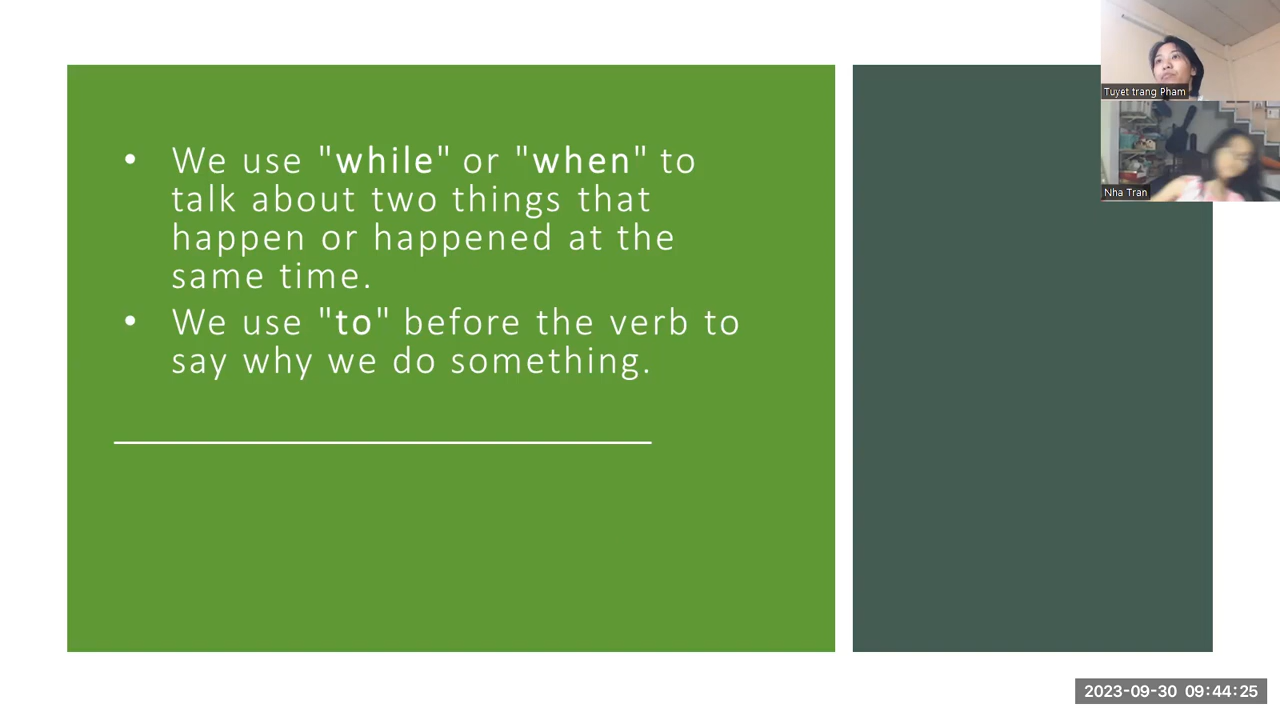 • We use "while" or "when" to
talk about two things that
happen or happened at the
same time.
• We use "to" before the verb to
say why we do something.
Tuyet trang Pham
Nha Tran
2023-09-30 09:44:25